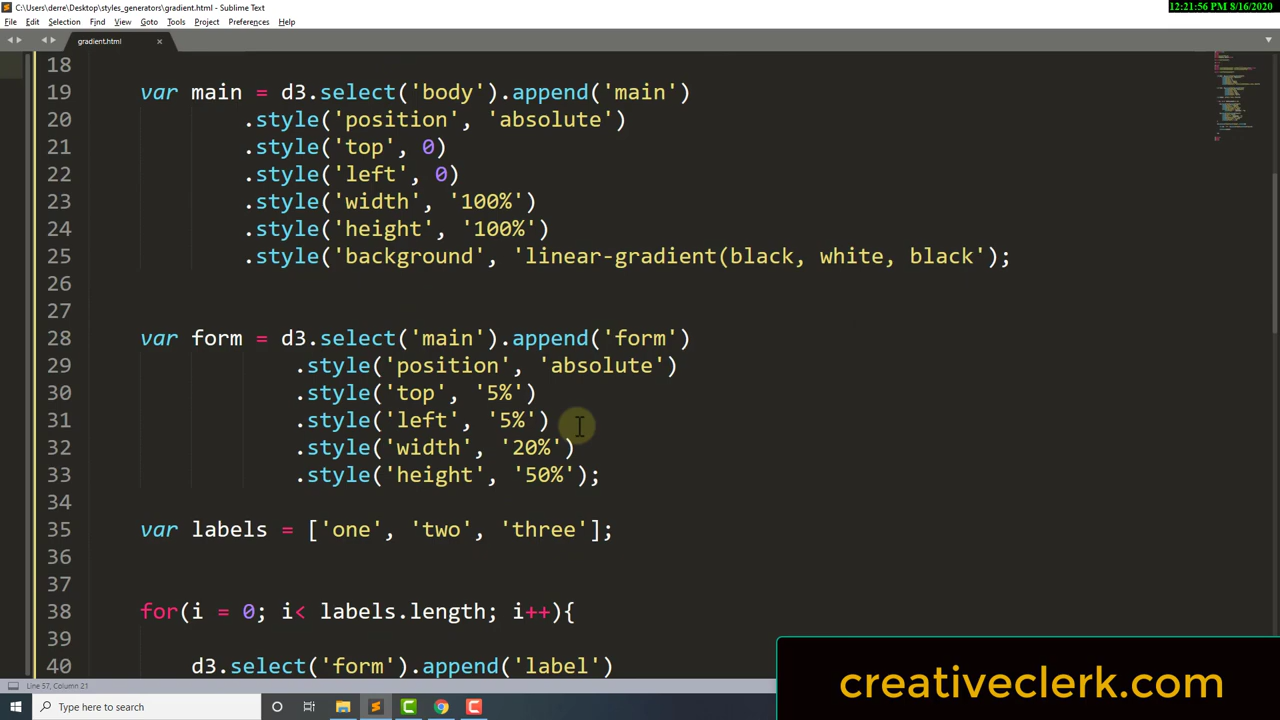 C:\Users\derre\Desktop\styles_generators\gradient.html - Sublime Text
12:21:56 PM 8/16/2020
File Edit Selection Find View Goto Tools Project Preferences Help
gradient.html
18
19 var main = d3.select('body').append('main')
20 .style('position', 'absolute')
21 .style('top', 0)
22 .style('left', 0)
23 .style('width', '100%')
24 .style('height', '100%')
25 .style('background', 'linear-gradient(black, white, black');
26
27
28 var form = d3.select('main').append('form')
29 .style('position', 'absolute')
30 .style('top', '5%')
31 .style('left', '5%')
32 .style('width', '20%')
33 .style('height', '50%');
34
35 var labels = ['one', 'two', 'three'];
36
37
38 for(i = 0; i< labels.length; i++){
39
40 d3.select('form').append('label')
creativeclerk.com
Line 57, Column 21
Type here to search